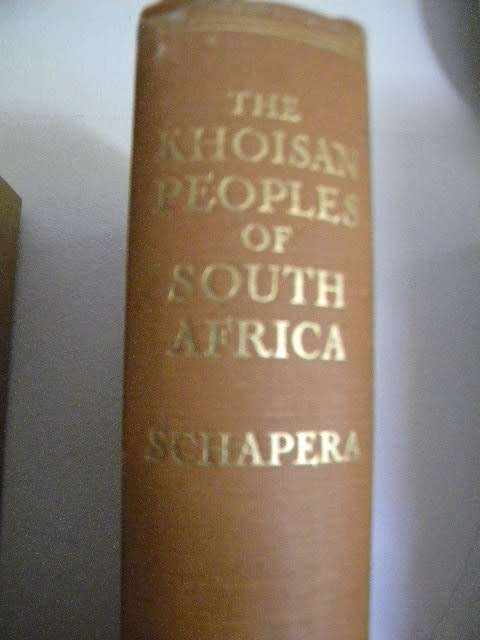 THE
KHOISAN
PEOPLES
OF
SOUTH
AFRICA
SCHAPERA